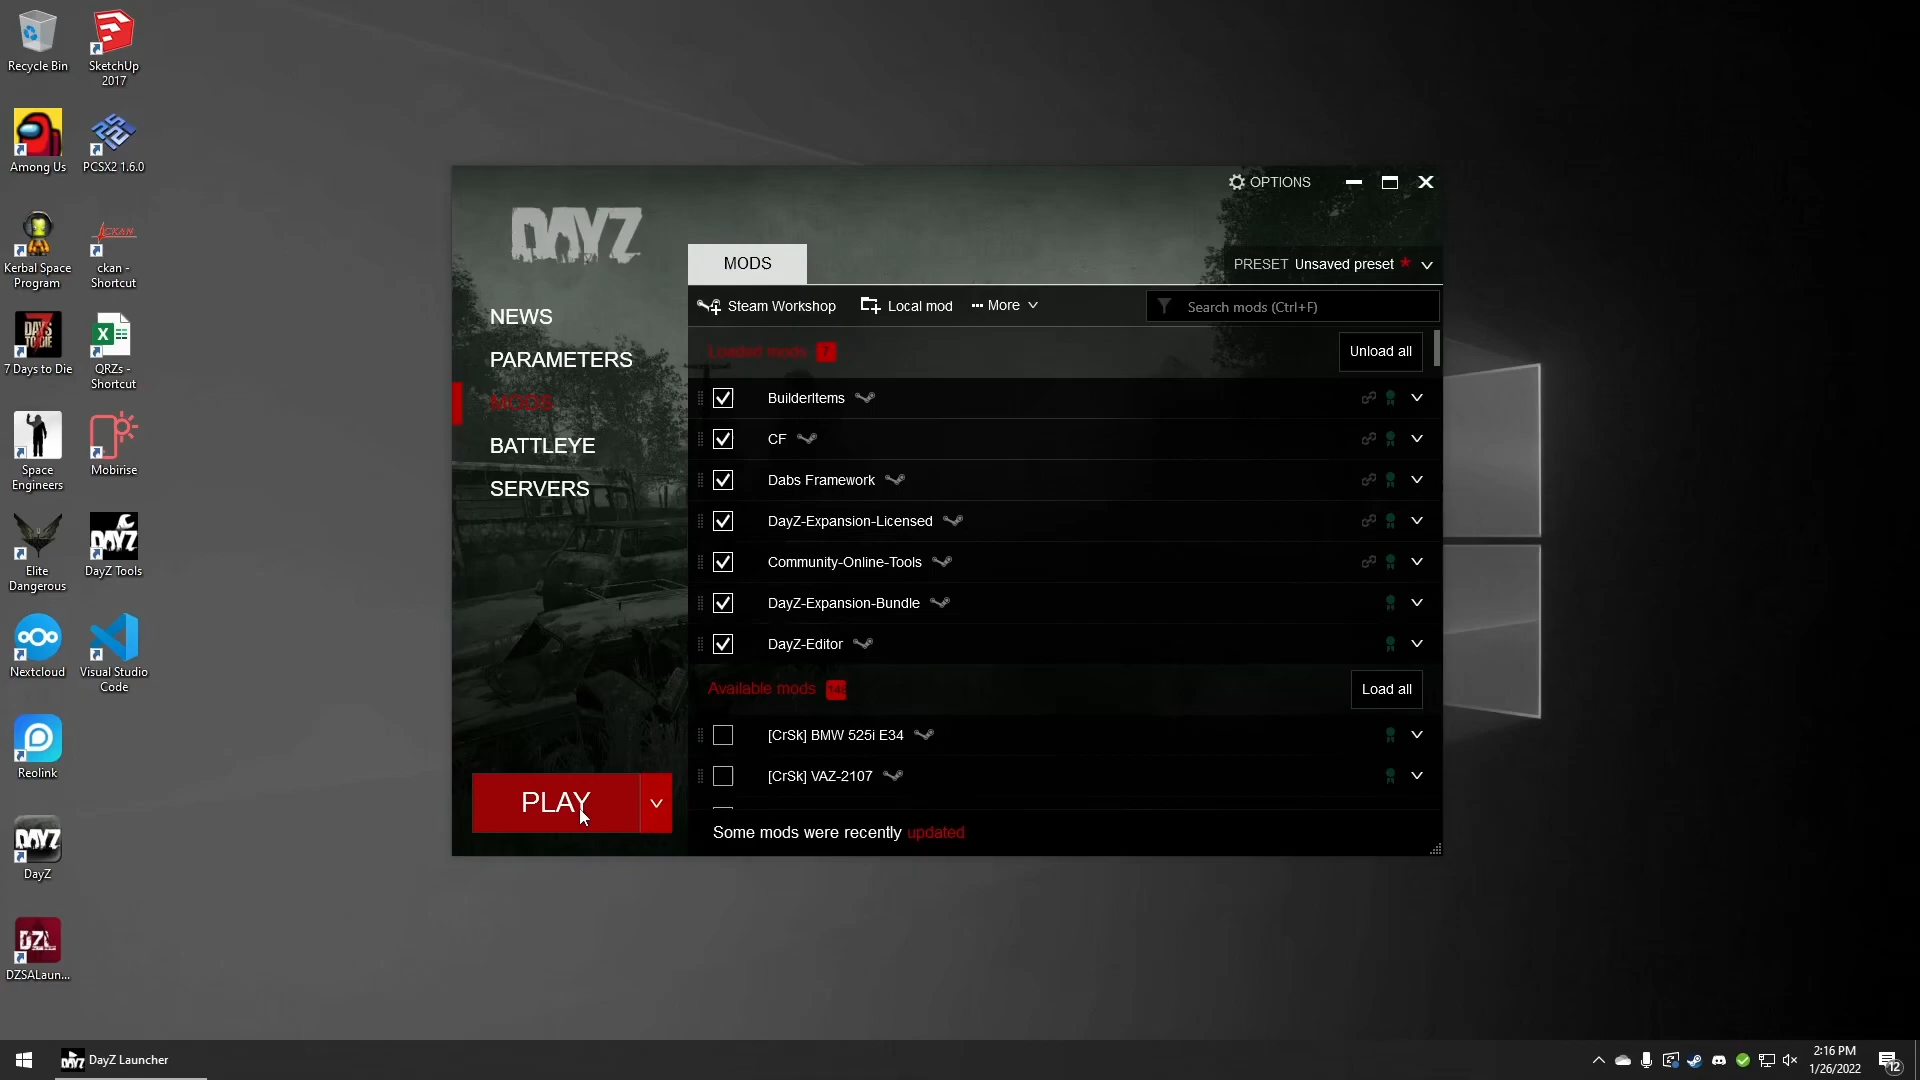 Recycle Bin
SketchUp
2017
Among Us
PCSX2 1.6.0
Kerbal Space
Program
ckan -
Shortcut
7 Days to Die
QRZs -
Shortcut
Space
Engineers
Mobirise
Elite
Dangerous
DayZ Tools
Nextcloud
Visual Studio
Code
Reolink
DayZ
DZSALaun...
OPTIONS
DAYZ
MODS
PRESET Unsaved preset *
NEWS
PARAMETERS
MODS
BATTLEYE
SERVERS
PLAY
Steam Workshop
Local mod
More
Search mods (Ctrl+F)
Loaded mods 7
Unload all
BuilderItems
CF
Dabs Framework
DayZ-Expansion-Licensed
Community-Online-Tools
DayZ-Expansion-Bundle
DayZ-Editor
Available mods
Load all
[CrSk] BMW 525i E34
[CrSk] VAZ-2107
Some mods were recently updated
DayZ Launcher
2:16 PM
1/26/2022
12